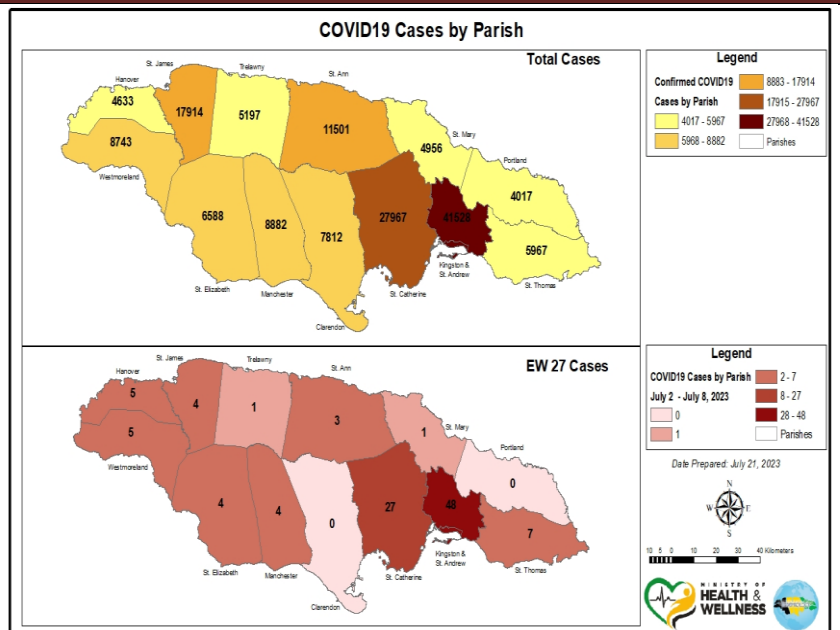 COVID19 Cases by Parish
Total Cases
St. James
Trelawny
Hanover
St. Ann
4633
17914
5197
11501
8743
4956
St. Mary
Portland
Westmoreland
4017
6588
8882
7812
27967
41528
5967
Kingston &
St. Andrew
St. Elizabeth
Manchester
St. Catherine
St. Thomas
Clarendon
Legend
Confirmed COVID19
Cases by Parish
4017 - 5967
5968 - 8882
8883 - 17914
17915 - 27967
27968 - 41528
Parishes
EW 27 Cases
St. James
Trelawny
Hanover
St. Ann
5
4
1
3
5
1
St. Mary
Portland
Westmoreland
0
4
4
0
27
48
7
Kingston &
St. Andrew
St. Elizabeth
Manchester
St. Catherine
St. Thomas
Clarendon
Legend
COVID19 Cases by Parish
July 2 - July 8, 2023
0
1
2 - 7
8 - 27
28 - 48
Parishes
Date Prepared: July 21, 2023
N
W E
S
10 5 0 10 20 30 40 Kilometers
MINISTRY OF
HEALTH &
WELLNESS